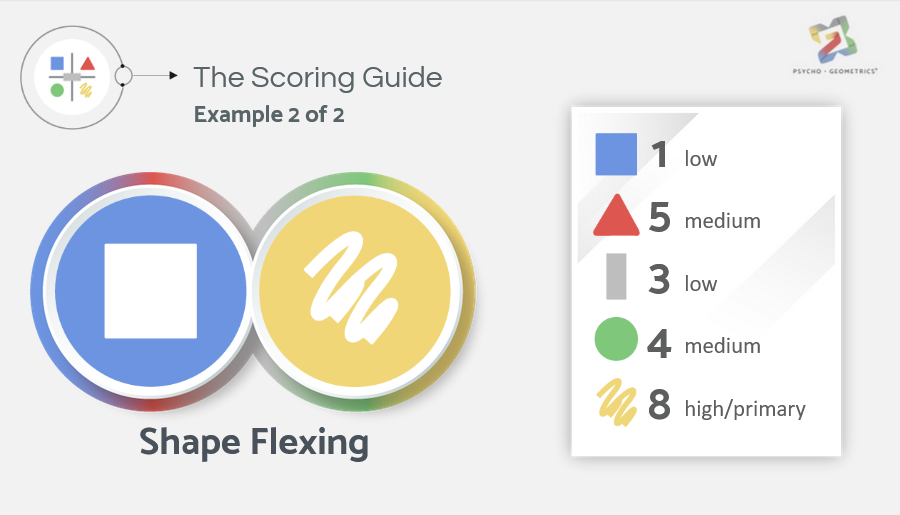 The Scoring Guide
Example 2 of 2
PSYCHO · GEOMETRICS®
1 low
5 medium
3 low
4 medium
8 high/primary
Shape Flexing